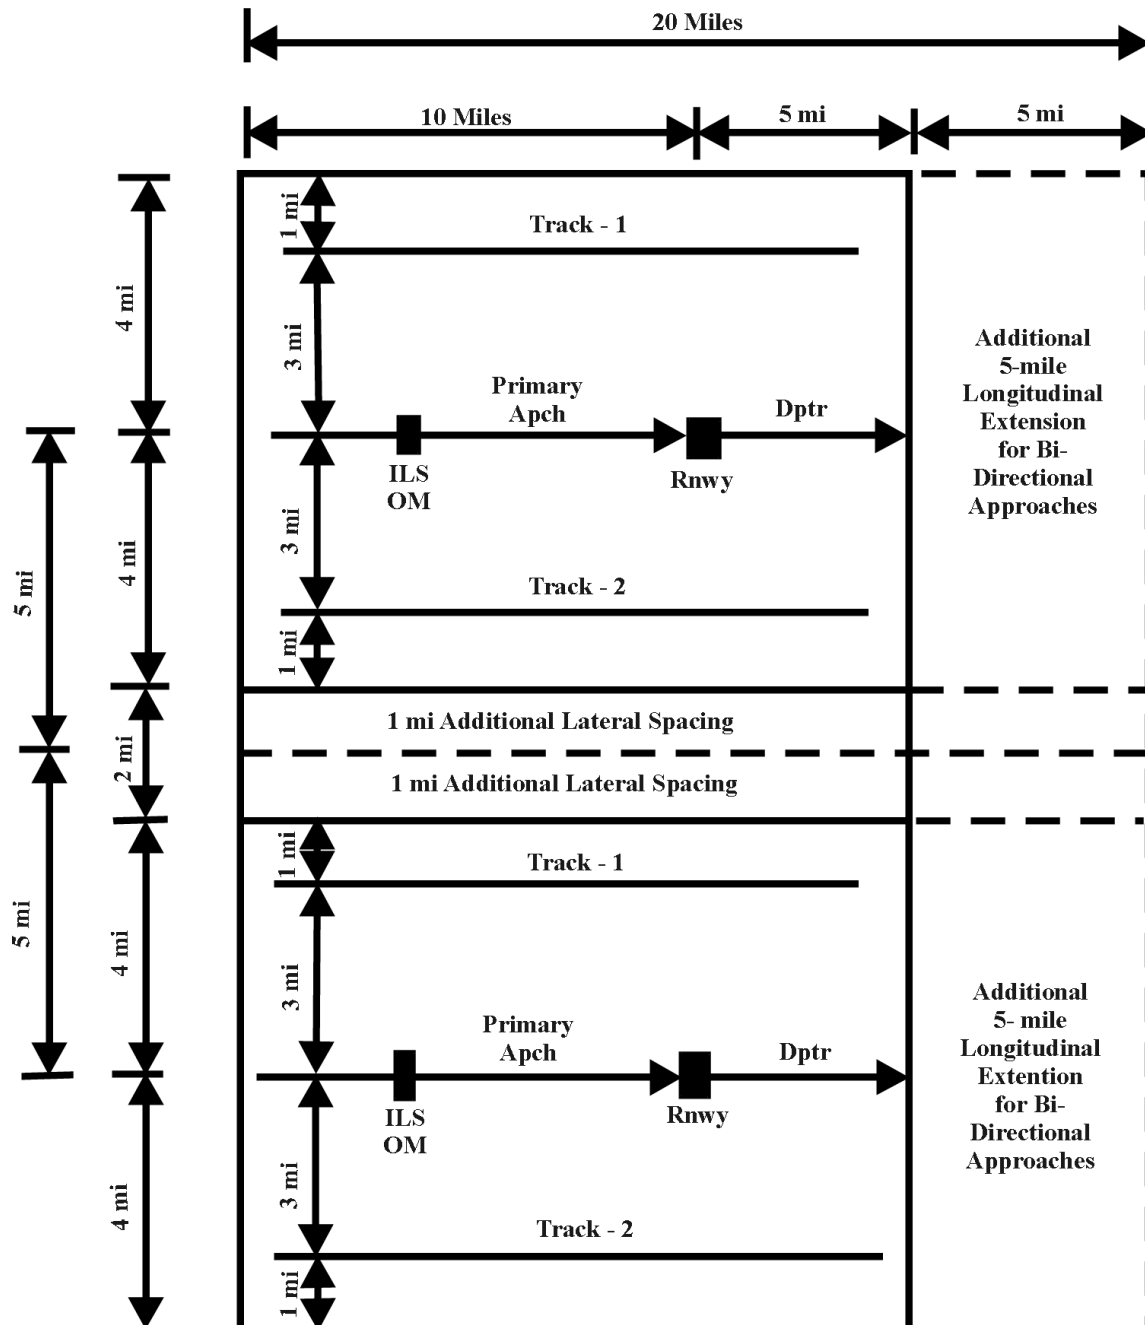 20 Miles
10 Miles
5 mi
5 mi
1 mi
Track - 1
4 mi
3 mi
Additional
5-mile
Longitudinal
Extension
for Bi-
Directional
Approaches
Primary
Apch
Dptr
ILS
OM
Rnwy
3 mi
4 mi
5 mi
Track - 2
1 mi
1 mi Additional Lateral Spacing
2 mi
1 mi Additional Lateral Spacing
1 mi
Track - 1
5 mi
4 mi
3 mi
Additional
5- mile
Longitudinal
Extention
for Bi-
Directional
Approaches
Primary
Apch
Dptr
ILS
OM
Rnwy
3 mi
4 mi
Track - 2
1 mi